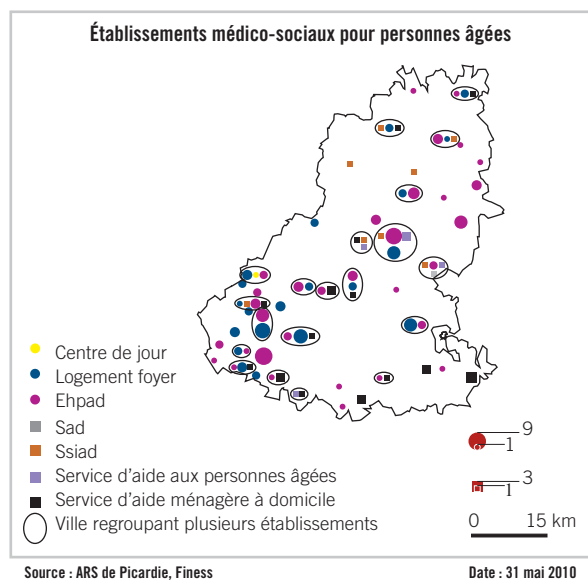 Établissements médico-sociaux pour personnes âgées
Centre de jour
Logement foyer
Ehpad
Sad
Ssiad
Service d'aide aux personnes âgées
Service d'aide ménagère à domicile
Ville regroupant plusieurs établissements
9
1
3
1
0 15 km
Source : ARS de Picardie, Finess
Date : 31 mai 2010